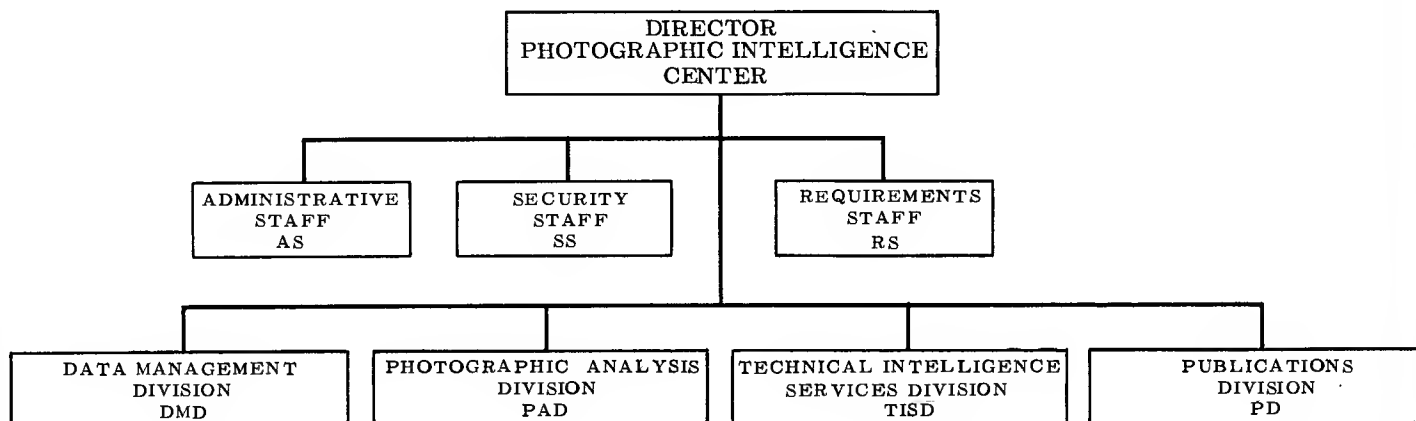 DIRECTOR
PHOTOGRAPHIC INTELLIGENCE
CENTER
ADMINISTRATIVE
STAFF
AS
SECURITY
STAFF
SS
REQUIREMENTS
STAFF
RS
DATA MANAGEMENT
DIVISION
DMD
PHOTOGRAPHIC ANALYSIS
DIVISION
PAD
TECHNICAL INTELLIGENCE
SERVICES DIVISION
TISD
PUBLICATIONS
DIVISION
PD